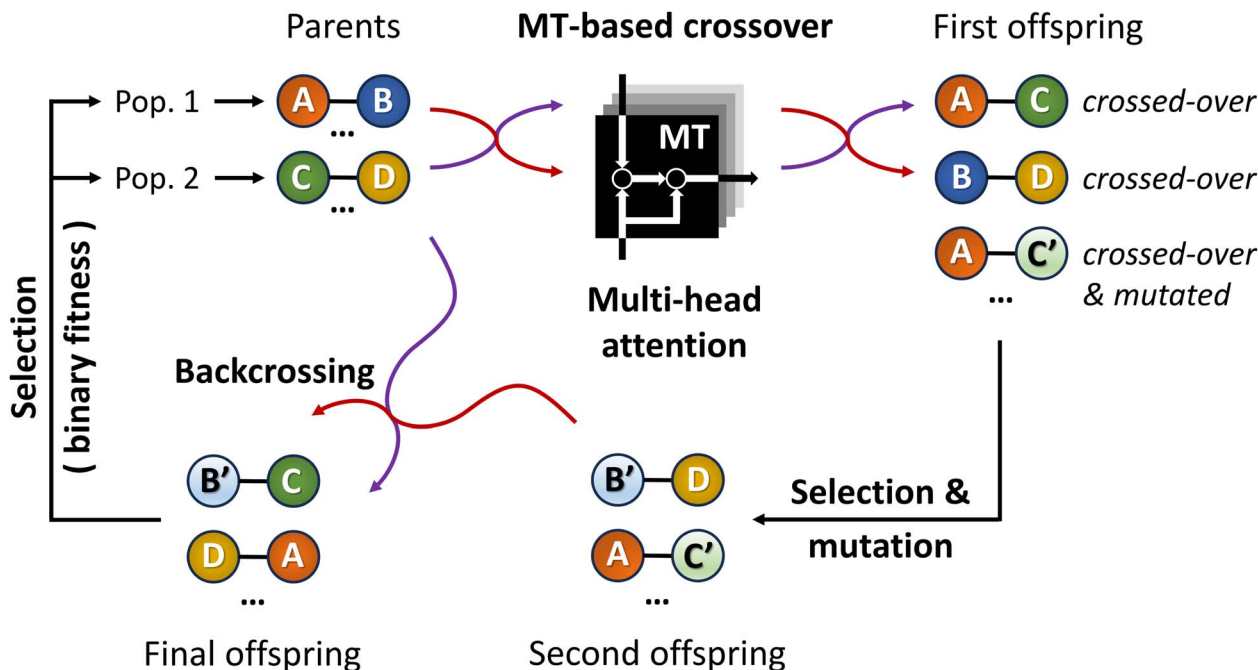 Parents
MT-based crossover
First offspring
Pop. 1
A B
...
MT
A C crossed-over
Pop. 2
C D
...
B D crossed-over
A C' crossed-over
& mutated
...
Multi-head
attention
Selection
( binary fitness )
Backcrossing
B' C
D A
...
Final offspring
B' D
A C'
...
Second offspring
Selection &
mutation